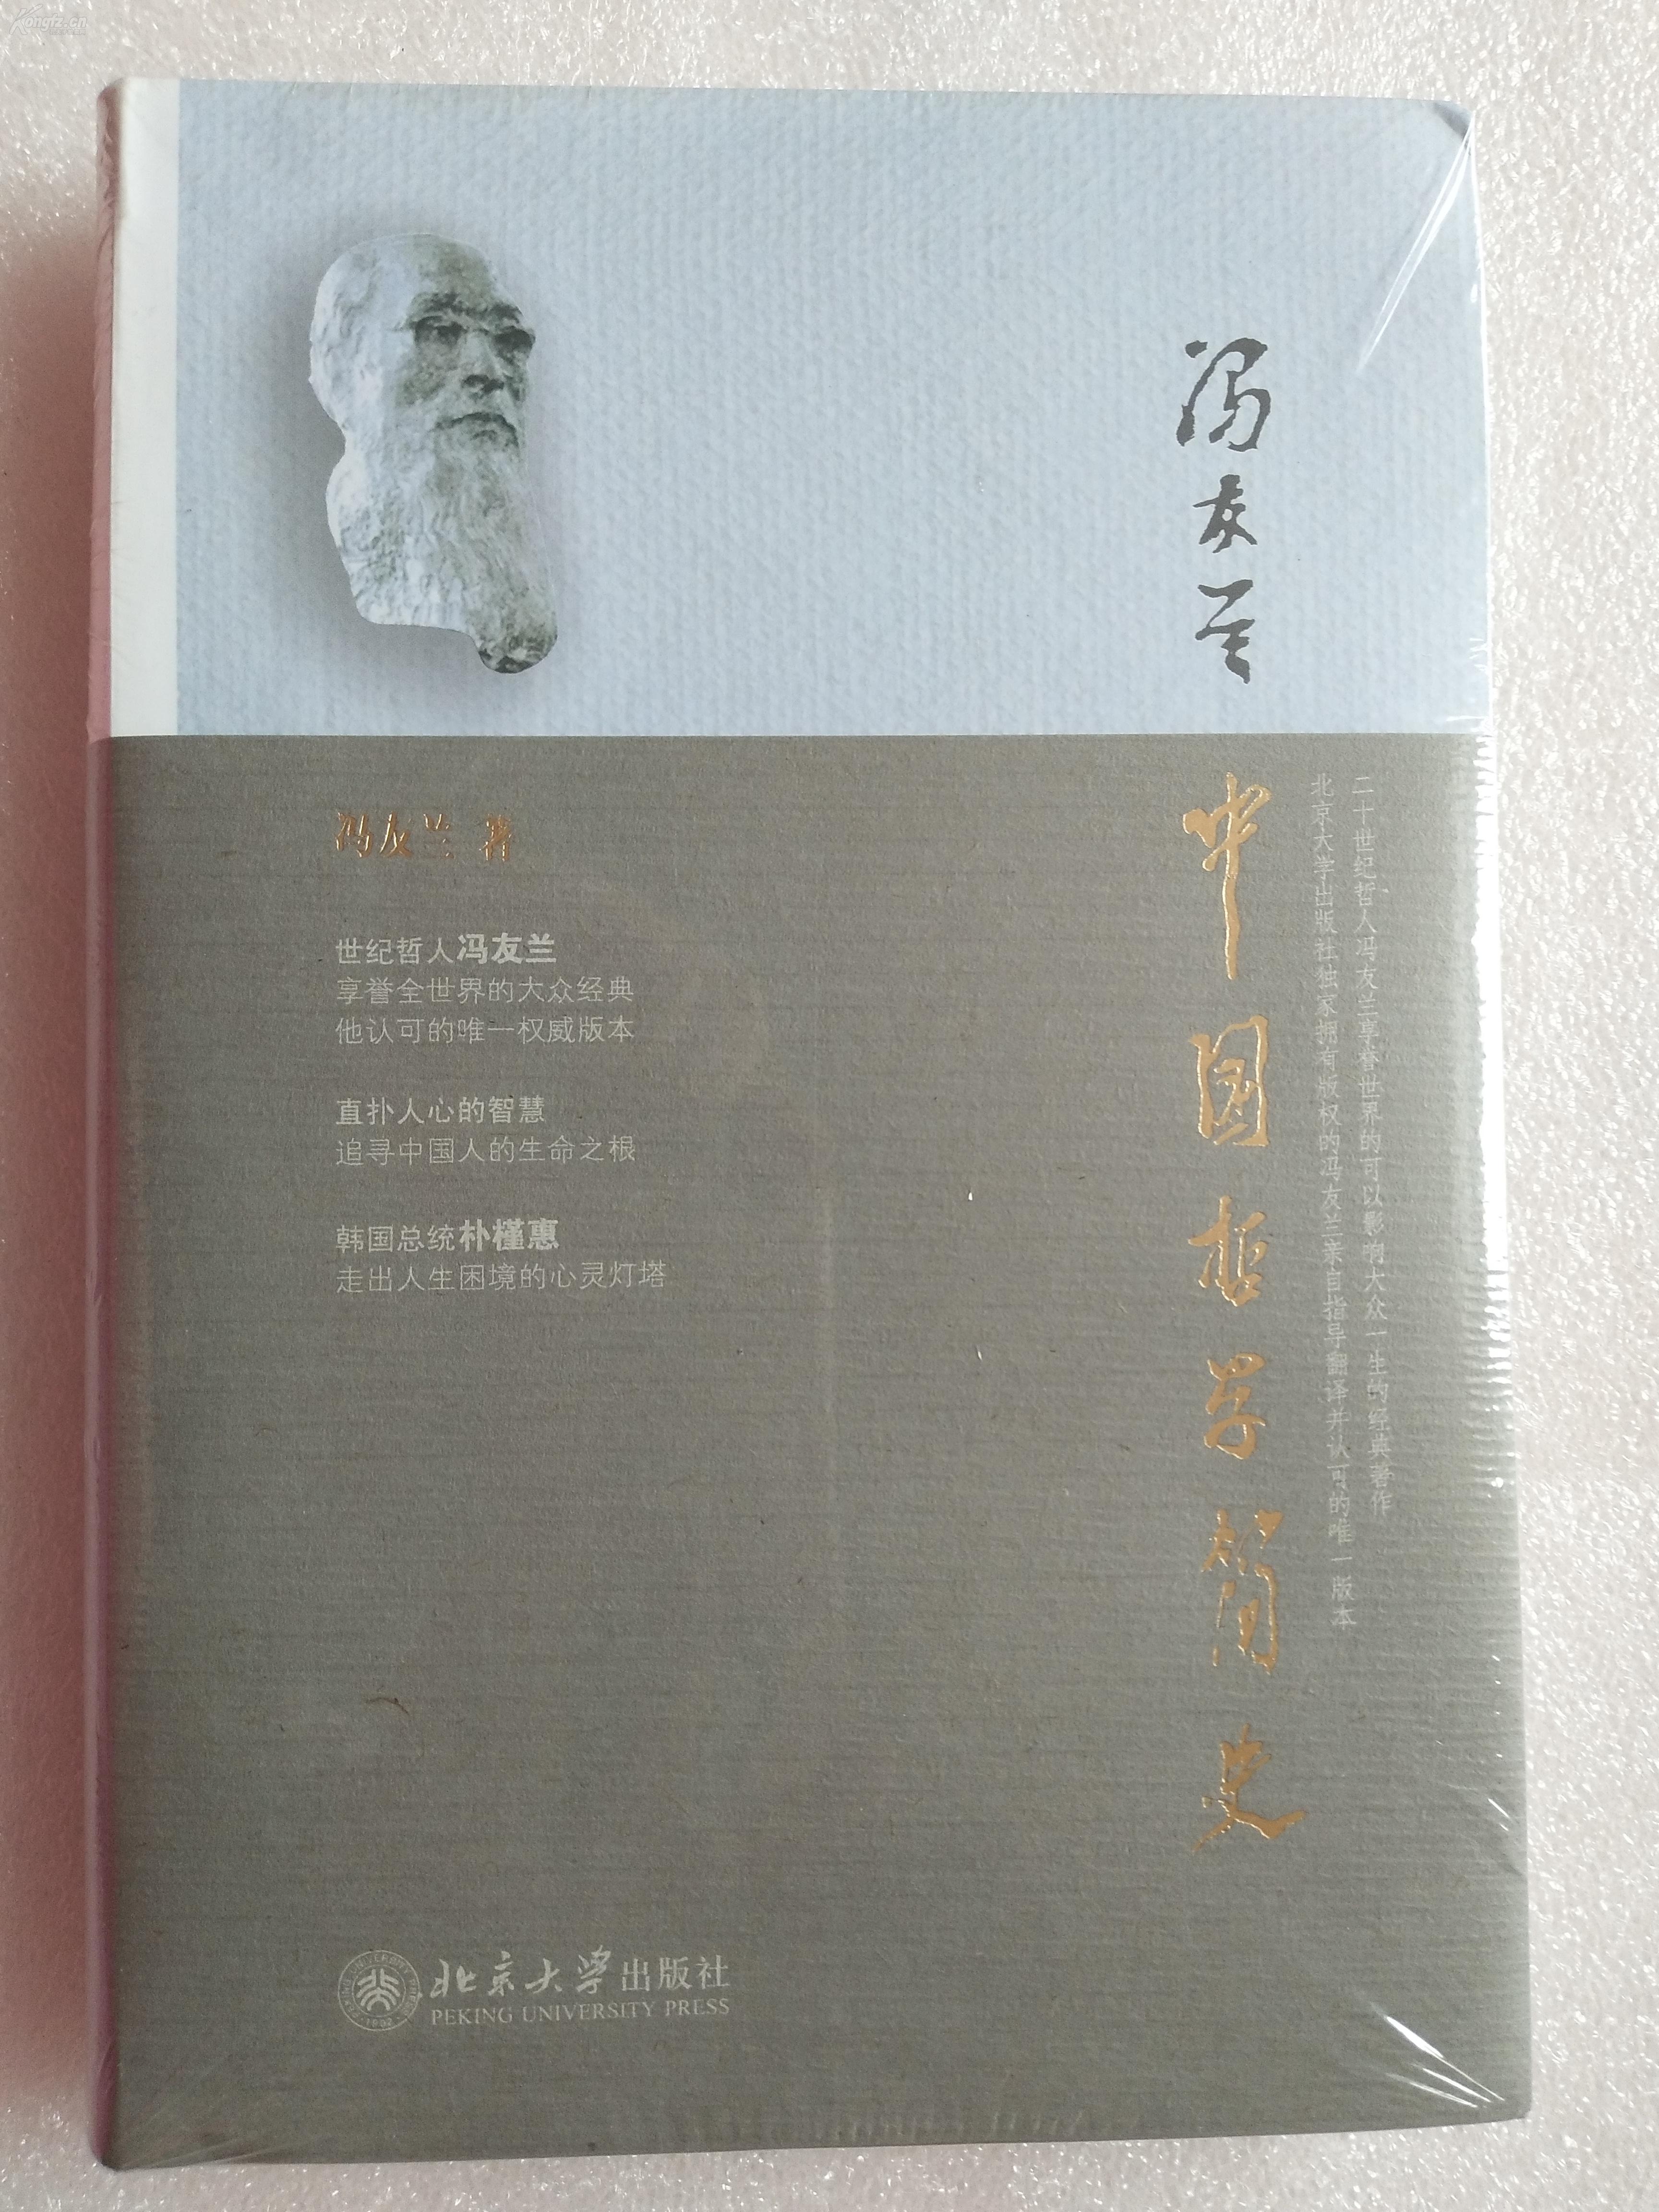 Kongfz.cn
冯友兰
中国哲学简史
二十世纪哲人冯友兰享誉世界的可以影响大众一生的经典著作
北京大学出版社独家拥有版权的冯友兰亲自指导翻译并认可的唯一版本
冯友兰 著
世纪哲人冯友兰
享誉全世界的大众经典
他认可的唯一权威版本
直扑人心的智慧
追寻中国人的生命之根
韩国总统朴槿惠
走出人生困境的心灵灯塔
北京大学出版社
PEKING UNIVERSITY PRESS
PEKING UNIVERSITY PRESS
1902